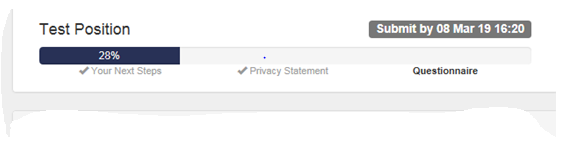 Test Position
Submit by 08 Mar 19 16:20
28%
Your Next Steps
Privacy Statement
Questionnaire